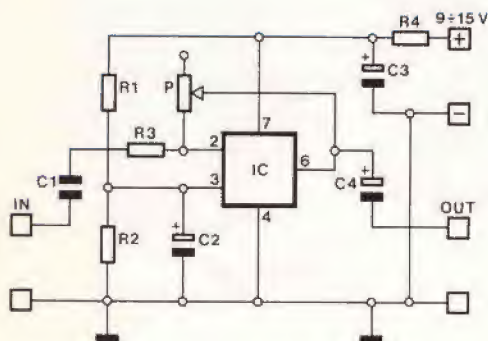 R4
9÷15 V
+
C3
+
−
R1
P
R3
7
2
IC
6
3
4
C1
IN
R2
+
C2
+
C4
OUT